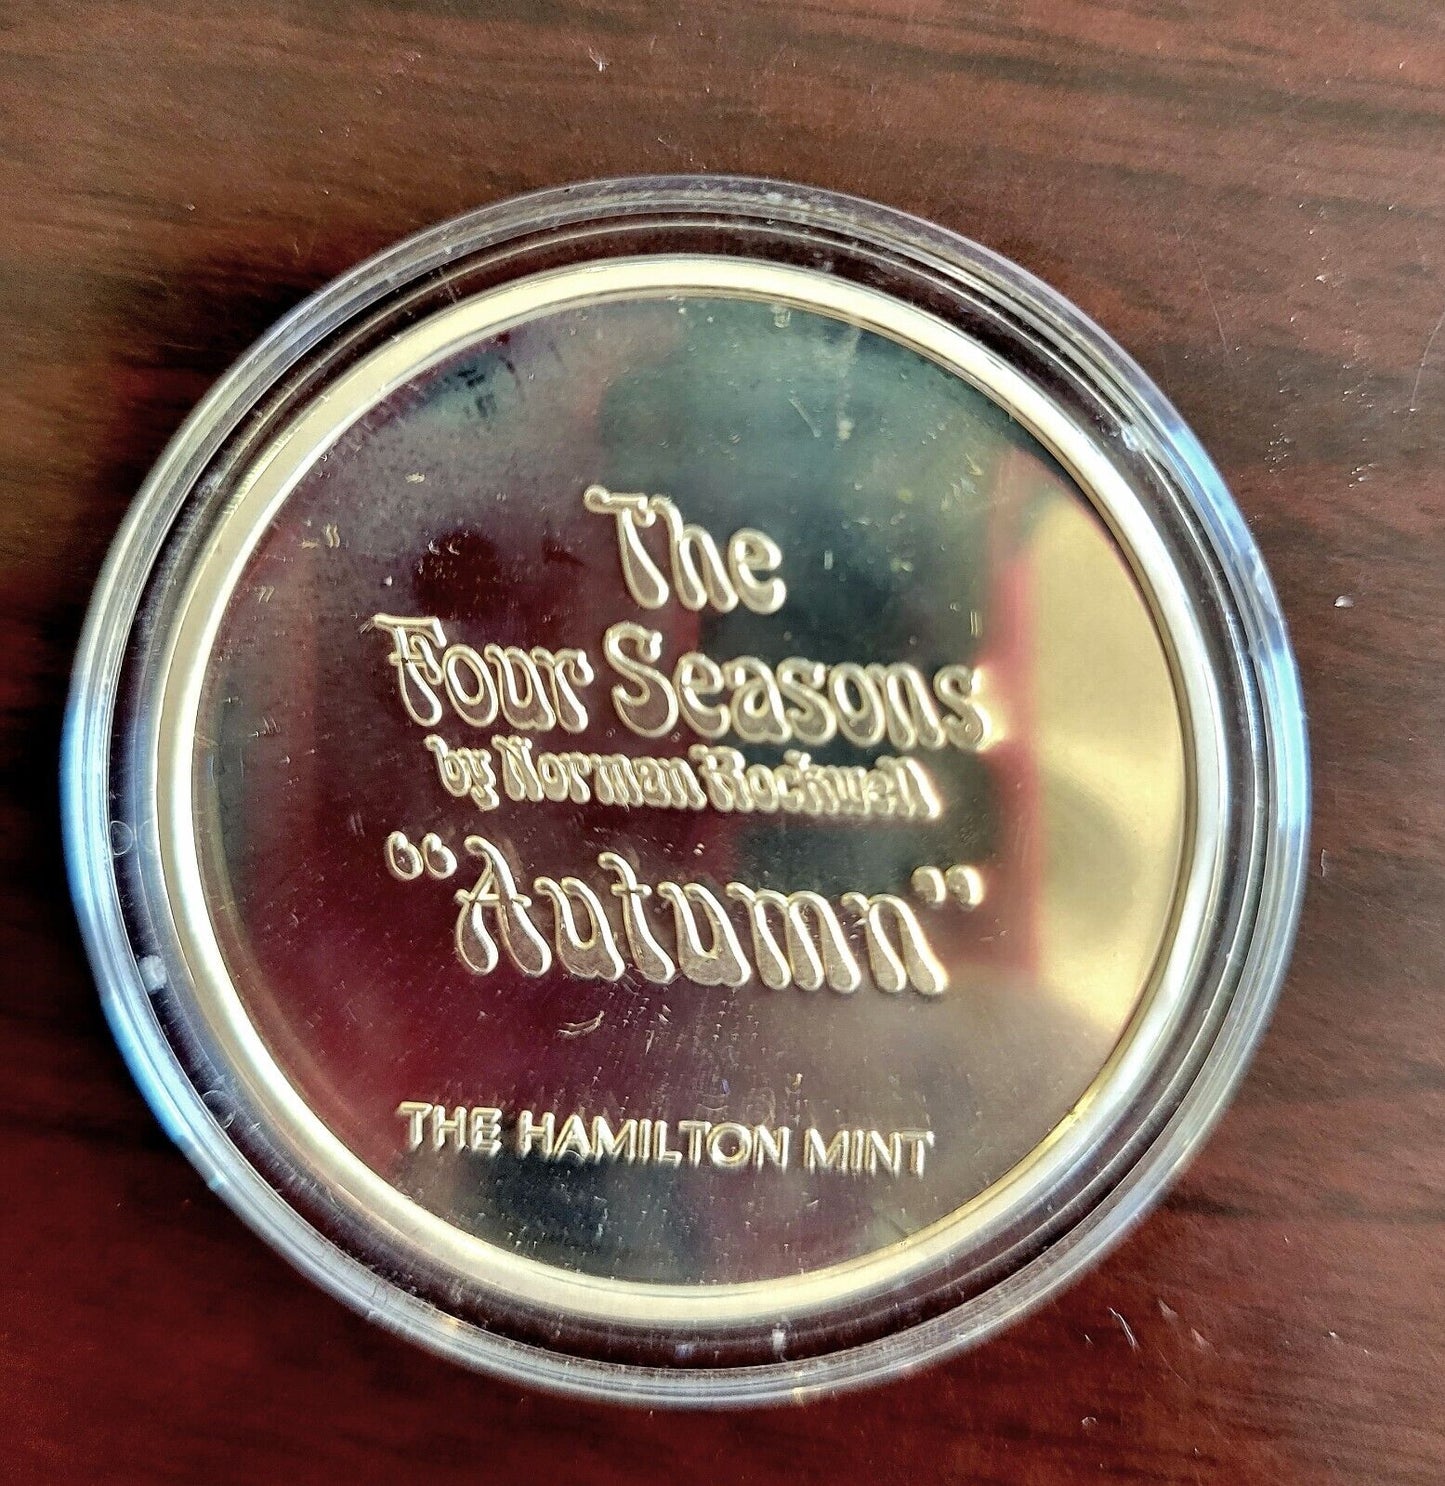 The
Four Seasons
by Norman Rockwell
"Autumn"
THE HAMILTON MINT